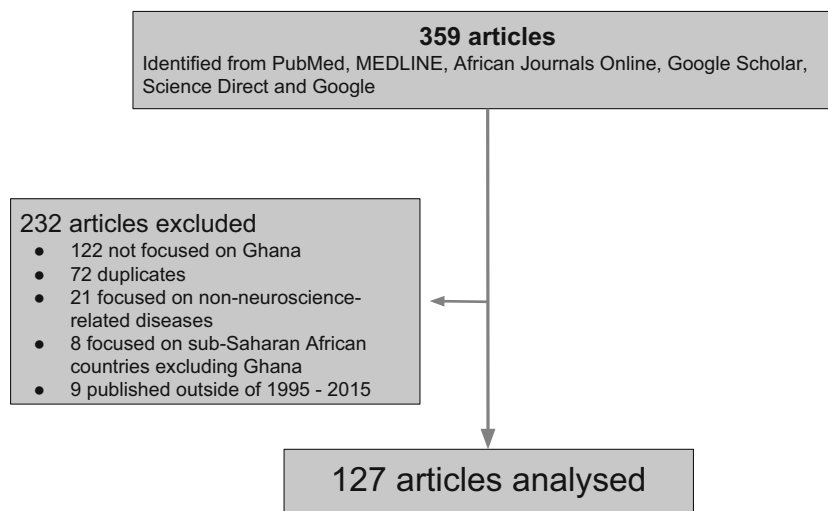 359 articles
Identified from PubMed, MEDLINE, African Journals Online, Google Scholar,
Science Direct and Google
232 articles excluded
● 122 not focused on Ghana
● 72 duplicates
● 21 focused on non-neuroscience-
related diseases
● 8 focused on sub-Saharan African
countries excluding Ghana
● 9 published outside of 1995 - 2015
127 articles analysed